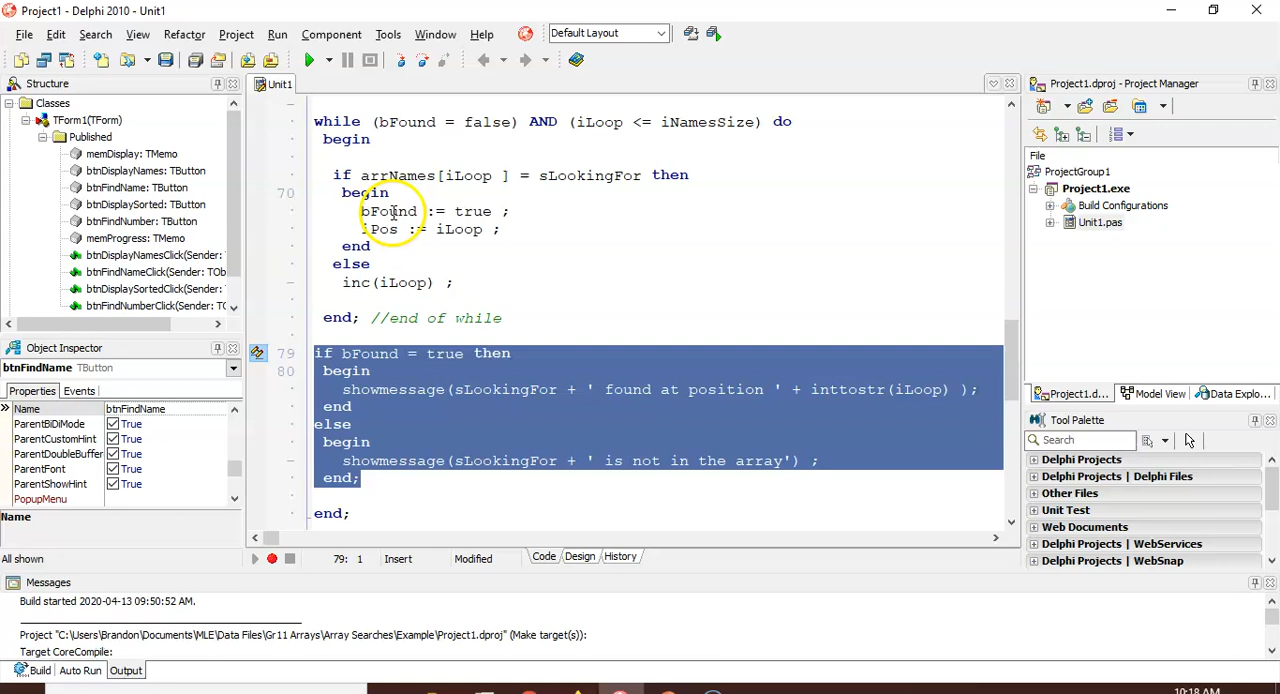 Project1 - Delphi 2010 - Unit1
File Edit Search View Refactor Project Run Component Tools Window Help Default Layout
Structure
Classes
TForm1(TForm)
Published
memDisplay: TMemo
btnDisplayNames: TButton
btnFindName: TButton
btnDisplaySorted: TButton
btnFindNumber: TButton
memProgress: TMemo
btnDisplayNamesClick(Sender:
btnFindNameClick(Sender: TOb
btnDisplaySortedClick(Sender: T
btnFindNumberClick(Sender: TO
Object Inspector
btnFindName TButton
Properties Events
Name btnFindName
ParentBiDiMode True
ParentCustomHint True
ParentDoubleBuffer True
ParentFont True
ParentShowHint True
PopupMenu
Name
All shown
Unit1
while (bFound = false) AND (iLoop <= iNamesSize) do
begin
if arrNames[iLoop ] = sLookingFor then
70 begin
bFound := true ;
iPos := iLoop ;
end
else
inc(iLoop) ;
end; //end of while
79 if bFound = true then
80 begin
showmessage(sLookingFor + ' found at position ' + inttostr(iLoop) );
end
else
begin
showmessage(sLookingFor + ' is not in the array') ;
end;
end;
79: 1 Insert Modified Code Design History
Project1.dproj - Project Manager
File
ProjectGroup1
Project1.exe
Build Configurations
Unit1.pas
Project1.d... Model View Data Explo...
Tool Palette
Search
Delphi Projects
Delphi Projects | Delphi Files
Other Files
Unit Test
Web Documents
Delphi Projects | WebServices
Delphi Projects | WebSnap
Messages
Build started 2020-04-13 09:50:52 AM.
Project "C:\Users\Brandon\Documents\MLE\Data Files\Gr11 Arrays\Array Searches\Example\Project1.dproj" (Make target(s)):
Target CoreCompile:
Build Auto Run Output
10:18 AM